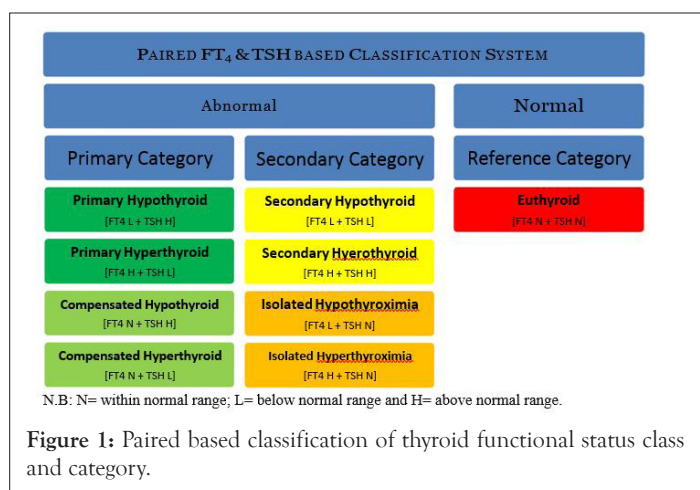 PAIRED FT4 & TSH BASED CLASSIFICATION SYSTEM
Abnormal
Normal
Primary Category
Secondary Category
Reference Category
Primary Hypothyroid
[FT4 L + TSH H]
Secondary Hypothyroid
[FT4 L + TSH L]
Euthyroid
[FT4 N + TSH N]
Primary Hyperthyroid
[FT4 H + TSH L]
Secondary Hyerothyroid
[FT4 H + TSH H]
Compensated Hypothyroid
[FT4 N + TSH H]
Isolated Hypothyroximia
[FT4 L + TSH N]
Compensated Hyperthyroid
[FT4 N + TSH L]
Isolated Hyperthyroximia
[FT4 H + TSH N]
N.B: N= within normal range; L= below normal range and H= above normal range.
Figure 1: Paired based classification of thyroid functional status class
and category.